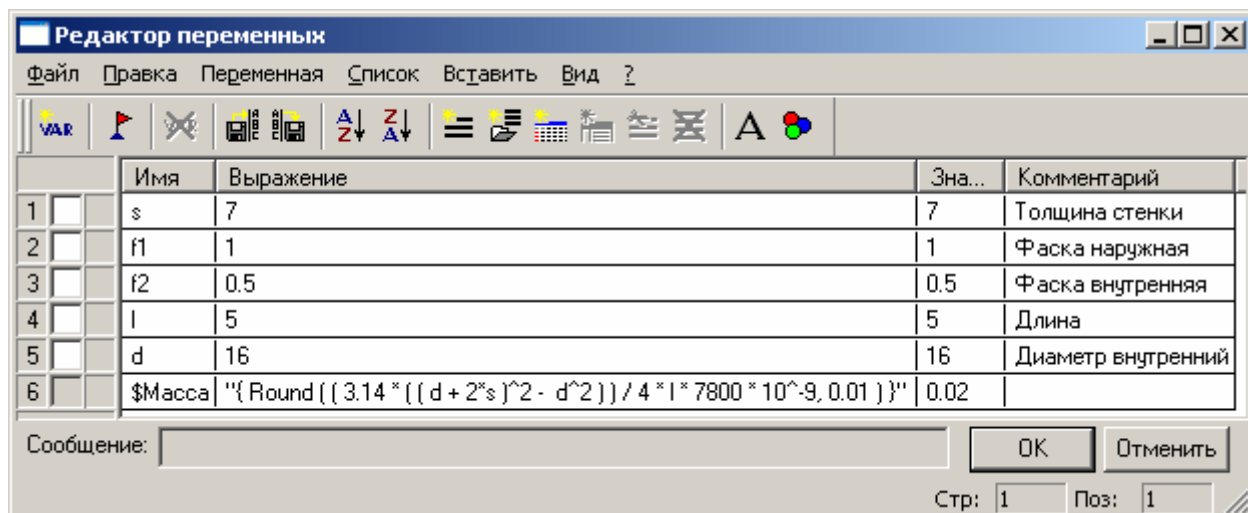 Редактор переменных
Файл Правка Переменная Список Вставить Вид ?
VAR A Z Z A A
Имя Выражение Зна... Комментарий
1 s 7 7 Толщина стенки
2 f1 1 1 Фаска наружная
3 f2 0.5 0.5 Фаска внутренняя
4 l 5 5 Длина
5 d 16 16 Диаметр внутренний
6 $Масса "{ Round ( ( 3.14 * ( ( d + 2*s )^2 - d^2 ) ) / 4 * l * 7800 * 10^-9, 0.01 ) }" 0.02
Сообщение: OK Отменить
Стр: 1 Поз: 1